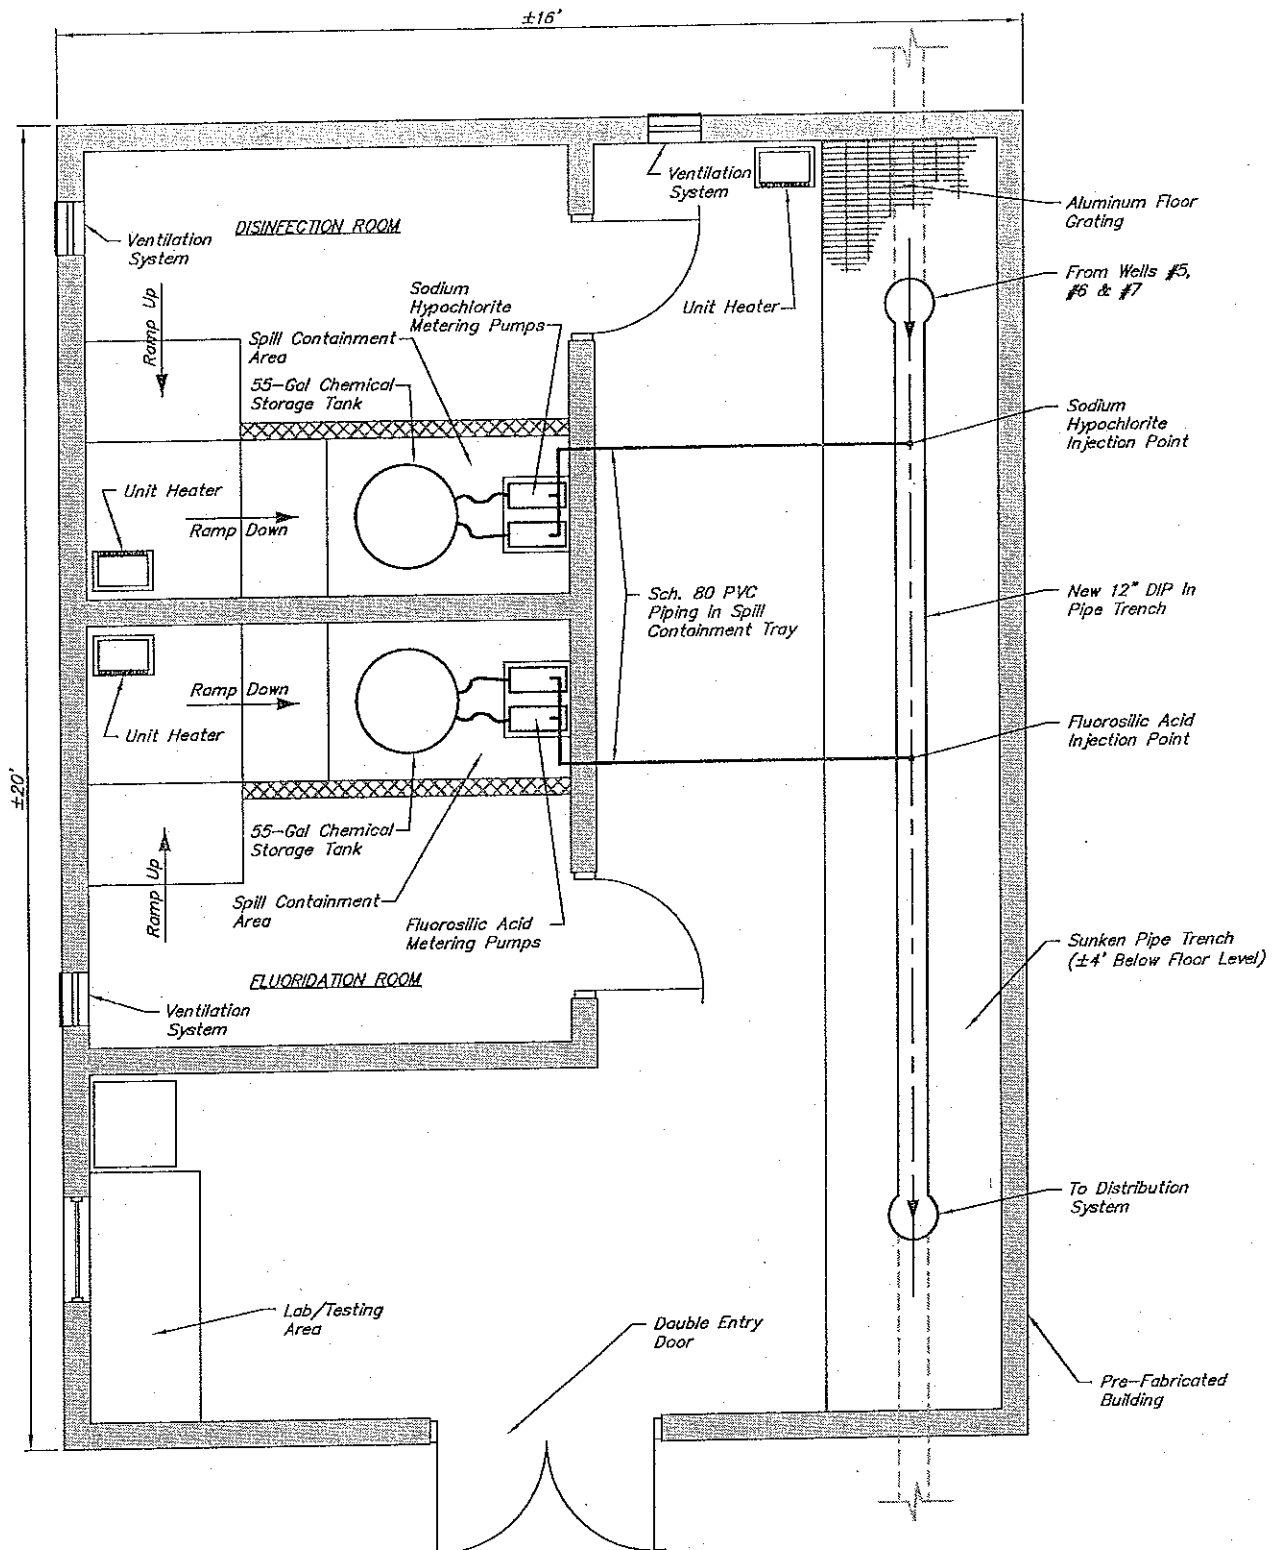 ±16'
Ventilation
System
Aluminum Floor
Grating
DISINFECTION ROOM
Ventilation
System
From Wells #5,
#6 & #7
Unit Heater
Ramp Up
Sodium
Hypochlorite
Metering Pumps
Spill Containment
Area
55-Gal Chemical
Storage Tank
Sodium
Hypochlorite
Injection Point
Unit Heater
Ramp Down
Sch. 80 PVC
Piping In Spill
Containment Tray
New 12" DIP In
Pipe Trench
Ramp Down
Unit Heater
Fluorosilic Acid
Injection Point
±20'
55-Gal Chemical
Storage Tank
Ramp Up
Spill Containment
Area
Fluorosilic Acid
Metering Pumps
Sunken Pipe Trench
(±4' Below Floor Level)
FLUORIDATION ROOM
Ventilation
System
To Distribution
System
Lab/Testing
Area
Double Entry
Door
Pre-Fabricated
Building